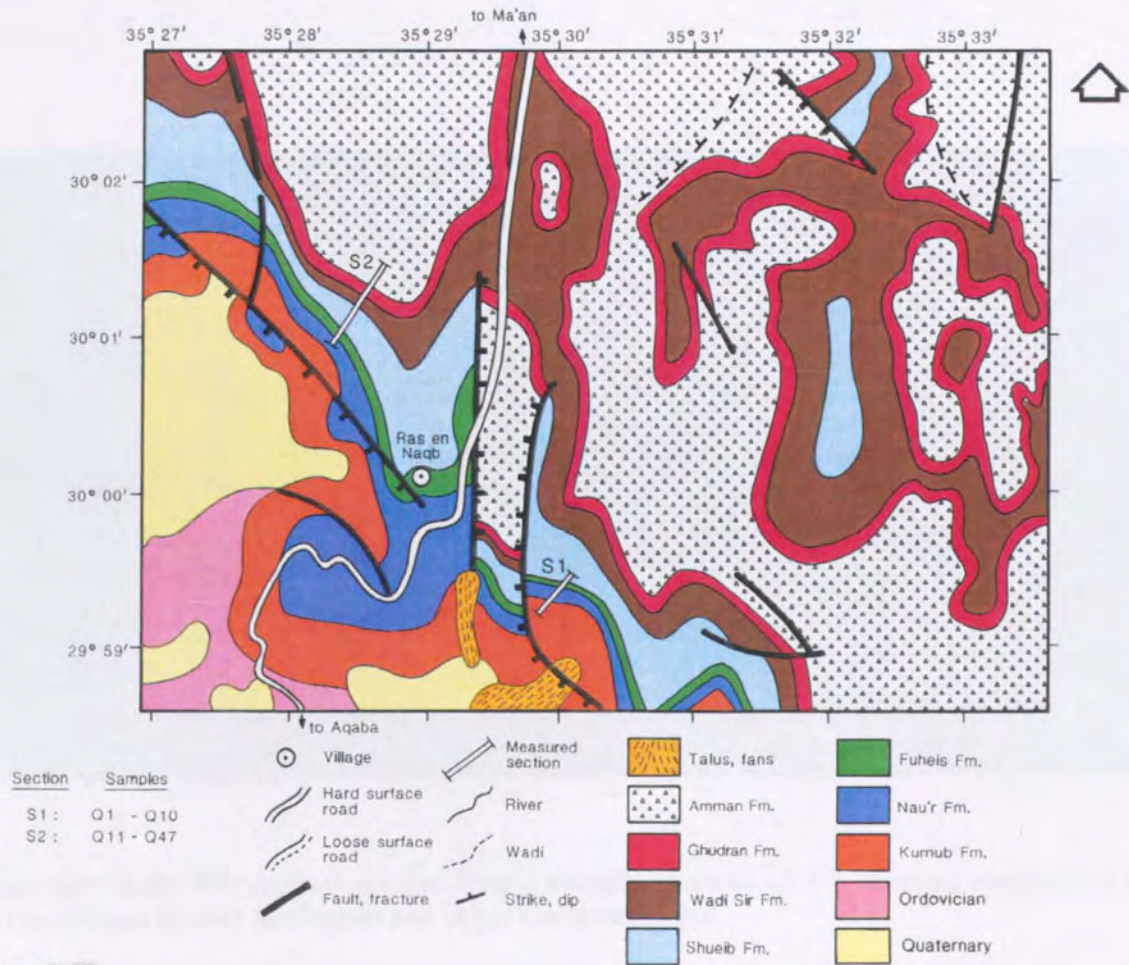 to Ma'an
35° 27' 35° 28' 35° 29' 35° 30' 35° 31' 35° 32' 35° 33'
30° 02'
S2
30° 01'
Ras en
Naqb
30° 00'
S1
29° 59'
to Aqaba
Section Samples
S1 : Q1 - Q10
S2 : Q11 - Q47
Village
Hard surface
road
Loose surface
road
Fault, fracture
Measured
section
River
Wadi
Strike, dip
Talus, fans
Amman Fm.
Ghudran Fm.
Wadi Sir Fm.
Shueib Fm.
Fuheis Fm.
Nau'r Fm.
Kurnub Fm.
Ordovician
Quaternary